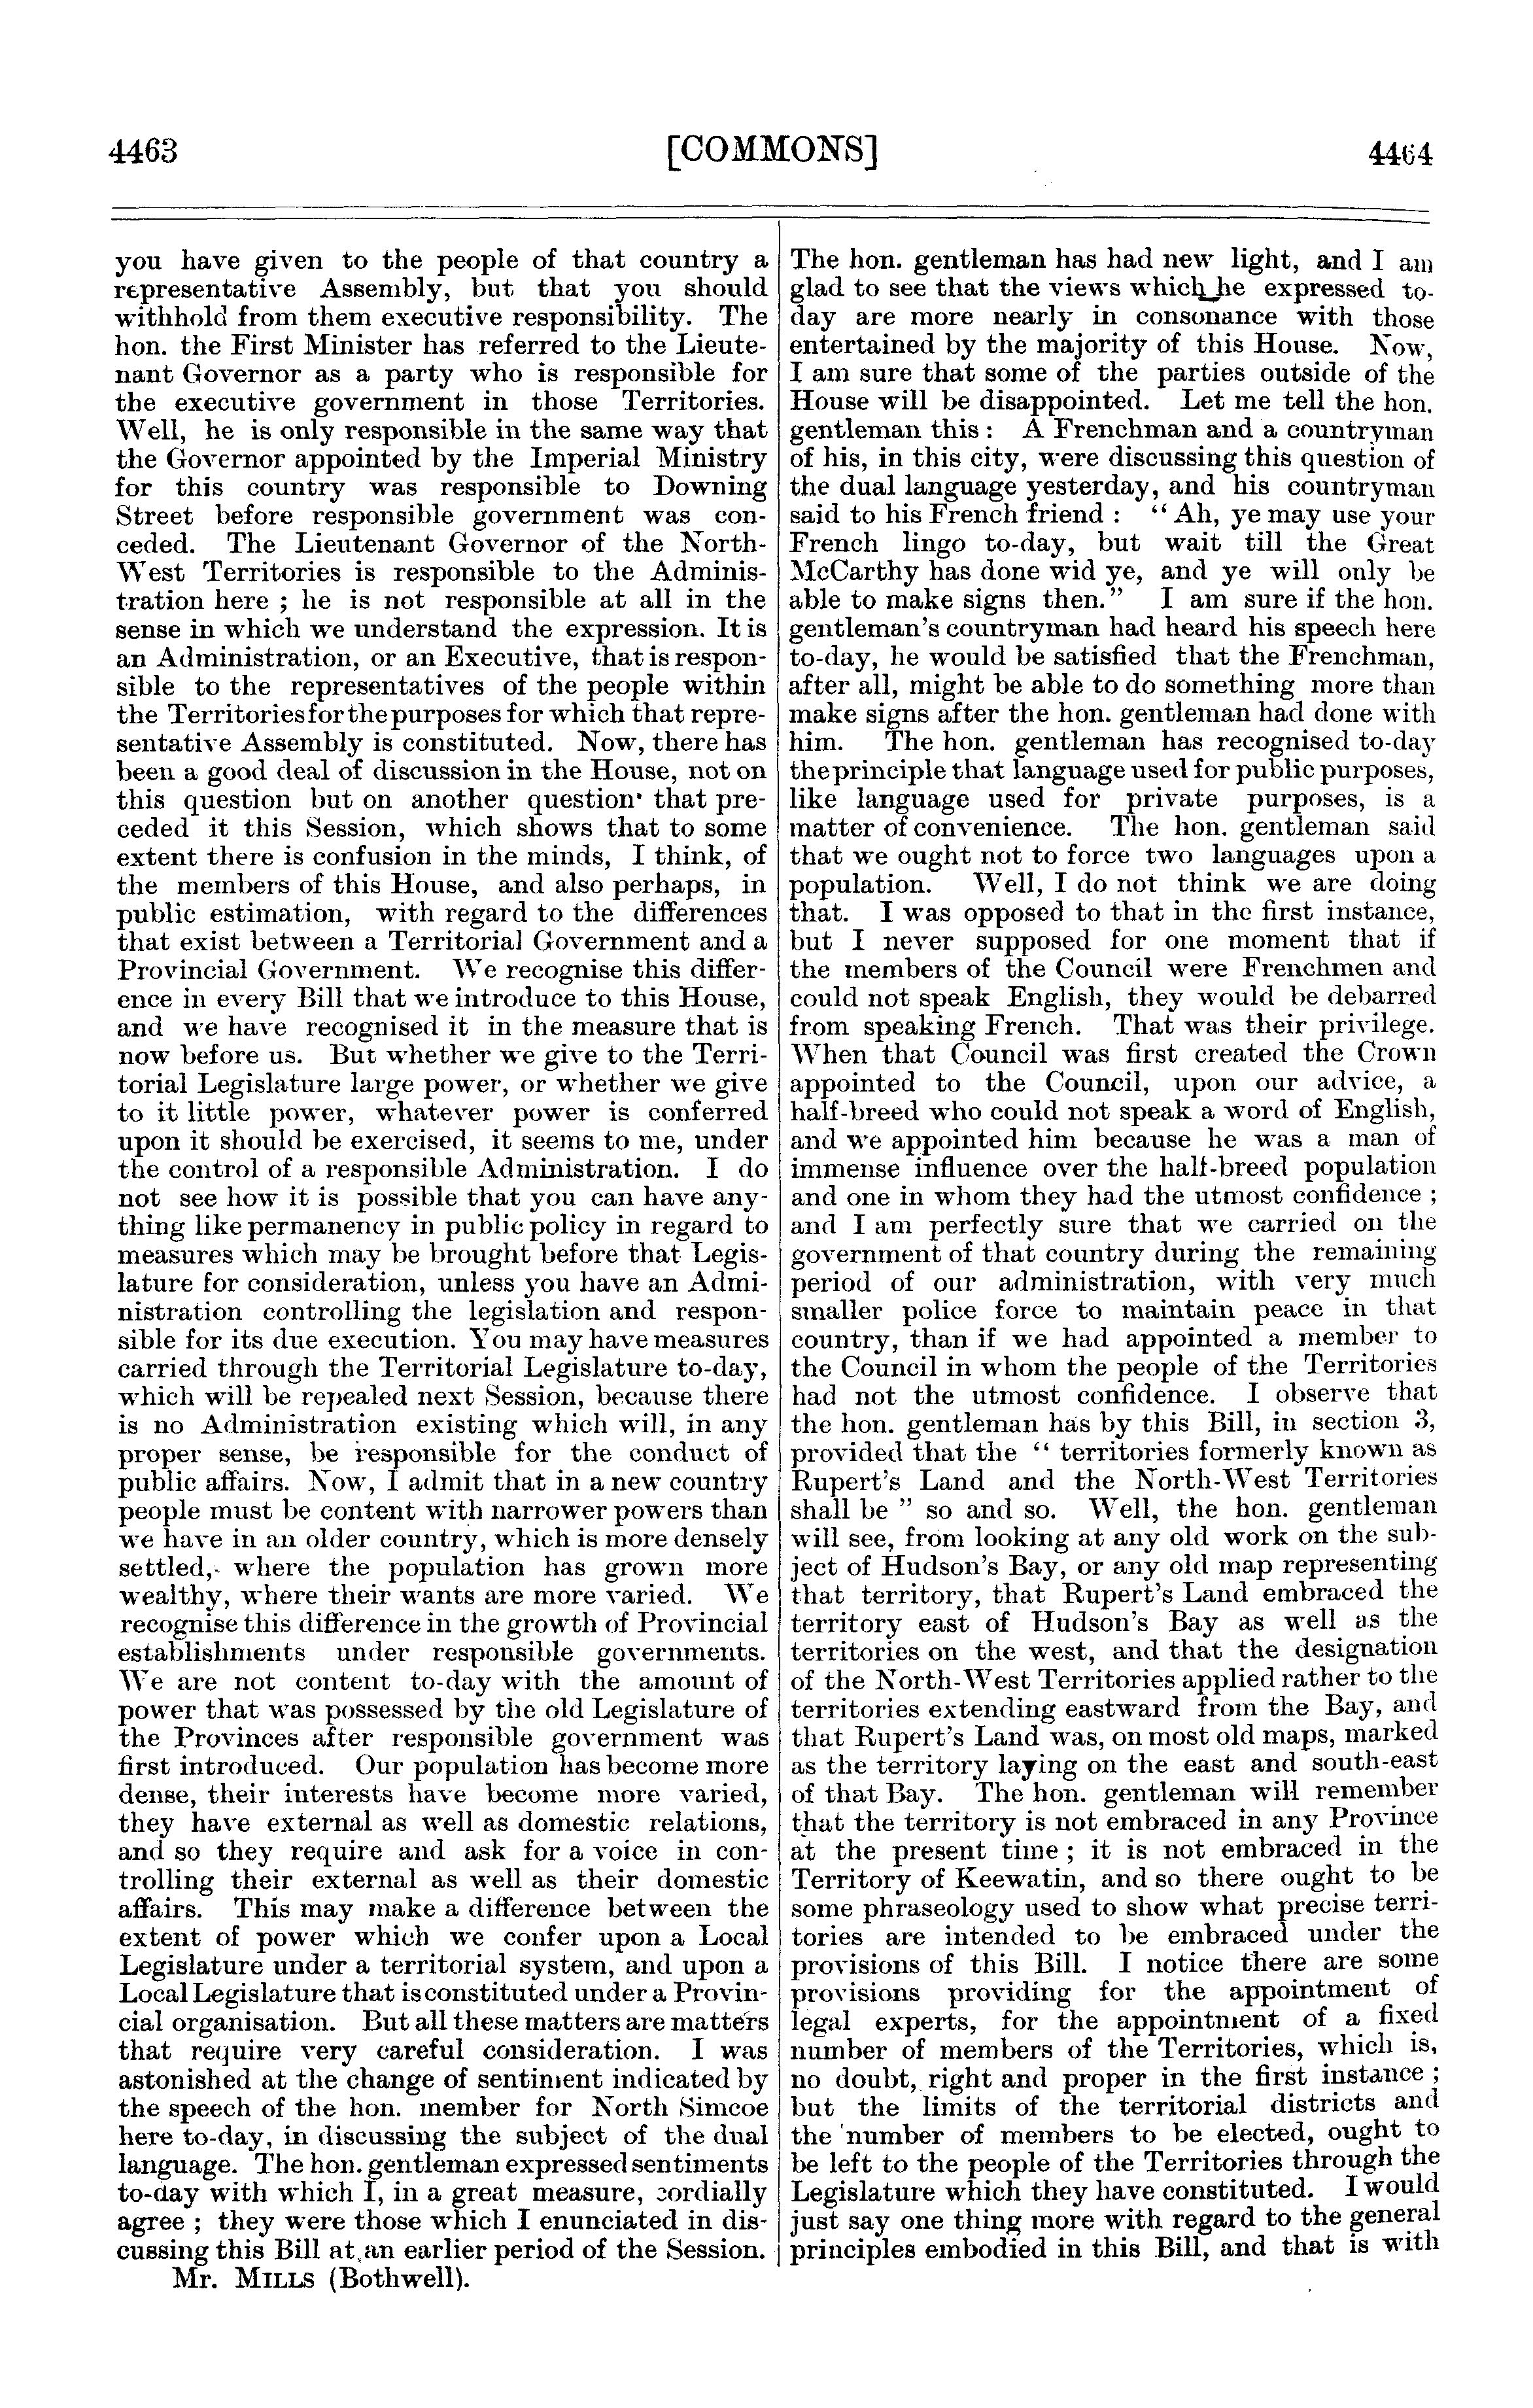 4463
[COMMONS]
4464
you have given to the people of that country a
representative Assembly, but that you should
withhold from them executive responsibility. The
hon. the First Minister has referred to the Lieute-
nant Governor as a party who is responsible for
the executive government in those Territories.
Well, he is only responsible in the same way that
the Governor appointed by the Imperial Ministry
for this country was responsible to Downing
Street before responsible government was con-
ceded. The Lieutenant Governor of the North-
West Territories is responsible to the Adminis-
tration here ; he is not responsible at all in the
sense in which we understand the expression. It is
an Administration, or an Executive, that is respon-
sible to the representatives of the people within
the Territories for the purposes for which that repre-
sentative Assembly is constituted. Now, there has
been a good deal of discussion in the House, not on
this question but on another question that pre-
ceded it this Session, which shows that to some
extent there is confusion in the minds, I think, of
the members of this House, and also perhaps, in
public estimation, with regard to the differences
that exist between a Territorial Government and a
Provincial Government. We recognise this differ-
ence in every Bill that we introduce to this House,
and we have recognised it in the measure that is
now before us. But whether we give to the Terri-
torial Legislature large power, or whether we give
to it little power, whatever power is conferred
upon it should be exercised, it seems to me, under
the control of a responsible Administration. I do
not see how it is possible that you can have any-
thing like permanency in public policy in regard to
measures which may be brought before that Legis-
lature for consideration, unless you have an Admi-
nistration controlling the legislation and respon-
sible for its due execution. You may have measures
carried through the Territorial Legislature to-day,
which will be repealed next Session, because there
is no Administration existing which will, in any
proper sense, be responsible for the conduct of
public affairs. Now, I admit that in a new country
people must be content with narrower powers than
we have in an older country, which is more densely
settled, where the population has grown more
wealthy, where their wants are more varied. We
recognise this difference in the growth of Provincial
establishments under responsible governments.
We are not content to-day with the amount of
power that was possessed by the old Legislature of
the Provinces after responsible government was
first introduced. Our population has become more
dense, their interests have become more varied,
they have external as well as domestic relations,
and so they require and ask for a voice in con-
trolling their external as well as their domestic
affairs. This may make a difference between the
extent of power which we confer upon a Local
Legislature under a territorial system, and upon a
Local Legislature that is constituted under a Provin-
cial organisation. But all these matters are matters
that require very careful consideration. I was
astonished at the change of sentiment indicated by
the speech of the hon. member for North Simcoe
here to-day, in discussing the subject of the dual
language. The hon. gentleman expressed sentiments
to-day with which I, in a great measure, cordially
agree ; they were those which I enunciated in dis-
cussing this Bill at an earlier period of the Session.
Mr. MILLS (Bothwell).
The hon. gentleman has had new light, and I am
glad to see that the views which he expressed to-
day are more nearly in consonance with those
entertained by the majority of this House. Now,
I am sure that some of the parties outside of the
House will be disappointed. Let me tell the hon.
gentleman this : A Frenchman and a countryman
of his, in this city, were discussing this question of
the dual language yesterday, and his countryman
said to his French friend : "Ah, ye may use your
French lingo to-day, but wait till the Great
McCarthy has done wid ye, and ye will only be
able to make signs then." I am sure if the hon.
gentleman's countryman had heard his speech here
to-day, he would be satisfied that the Frenchman,
after all, might be able to do something more than
make signs after the hon. gentleman had done with
him. The hon. gentleman has recognised to-day
the principle that language used for public purposes,
like language used for private purposes, is a
matter of convenience. The hon. gentleman said
that we ought not to force two languages upon a
population. Well, I do not think we are doing
that. I was opposed to that in the first instance,
but I never supposed for one moment that if
the members of the Council were Frenchmen and
could not speak English, they would be debarred
from speaking French. That was their privilege.
When that Council was first created the Crown
appointed to the Council, upon our advice, a
half-breed who could not speak a word of English,
and we appointed him because he was a man of
immense influence over the half-breed population
and one in whom they had the utmost confidence ;
and I am perfectly sure that we carried on the
government of that country during the remaining
period of our administration, with very much
smaller police force to maintain peace in that
country, than if we had appointed a member to
the Council in whom the people of the Territories
had not the utmost confidence. I observe that
the hon. gentleman has by this Bill, in section 3,
provided that the " territories formerly known as
Rupert's Land and the North-West Territories
shall be " so and so. Well, the hon. gentleman
will see, from looking at any old work on the sub-
ject of Hudson's Bay, or any old map representing
that territory, that Rupert's Land embraced the
territory east of Hudson's Bay as well as the
territories on the west, and that the designation
of the North-West Territories applied rather to the
territories extending eastward from the Bay, and
that Rupert's Land was, on most old maps, marked
as the territory laying on the east and south-east
of that Bay. The hon. gentleman will remember
that the territory is not embraced in any Province
at the present time ; it is not embraced in the
Territory of Keewatin, and so there ought to be
some phraseology used to show what precise terri-
tories are intended to be embraced under the
provisions of this Bill. I notice there are some
provisions providing for the appointment of
legal experts, for the appointment of a fixed
number of members of the Territories, which is,
no doubt, right and proper in the first instance ;
but the limits of the territorial districts and
the number of members to be elected, ought to
be left to the people of the Territories through the
Legislature which they have constituted. I would
just say one thing more with regard to the general
principles embodied in this Bill, and that is with